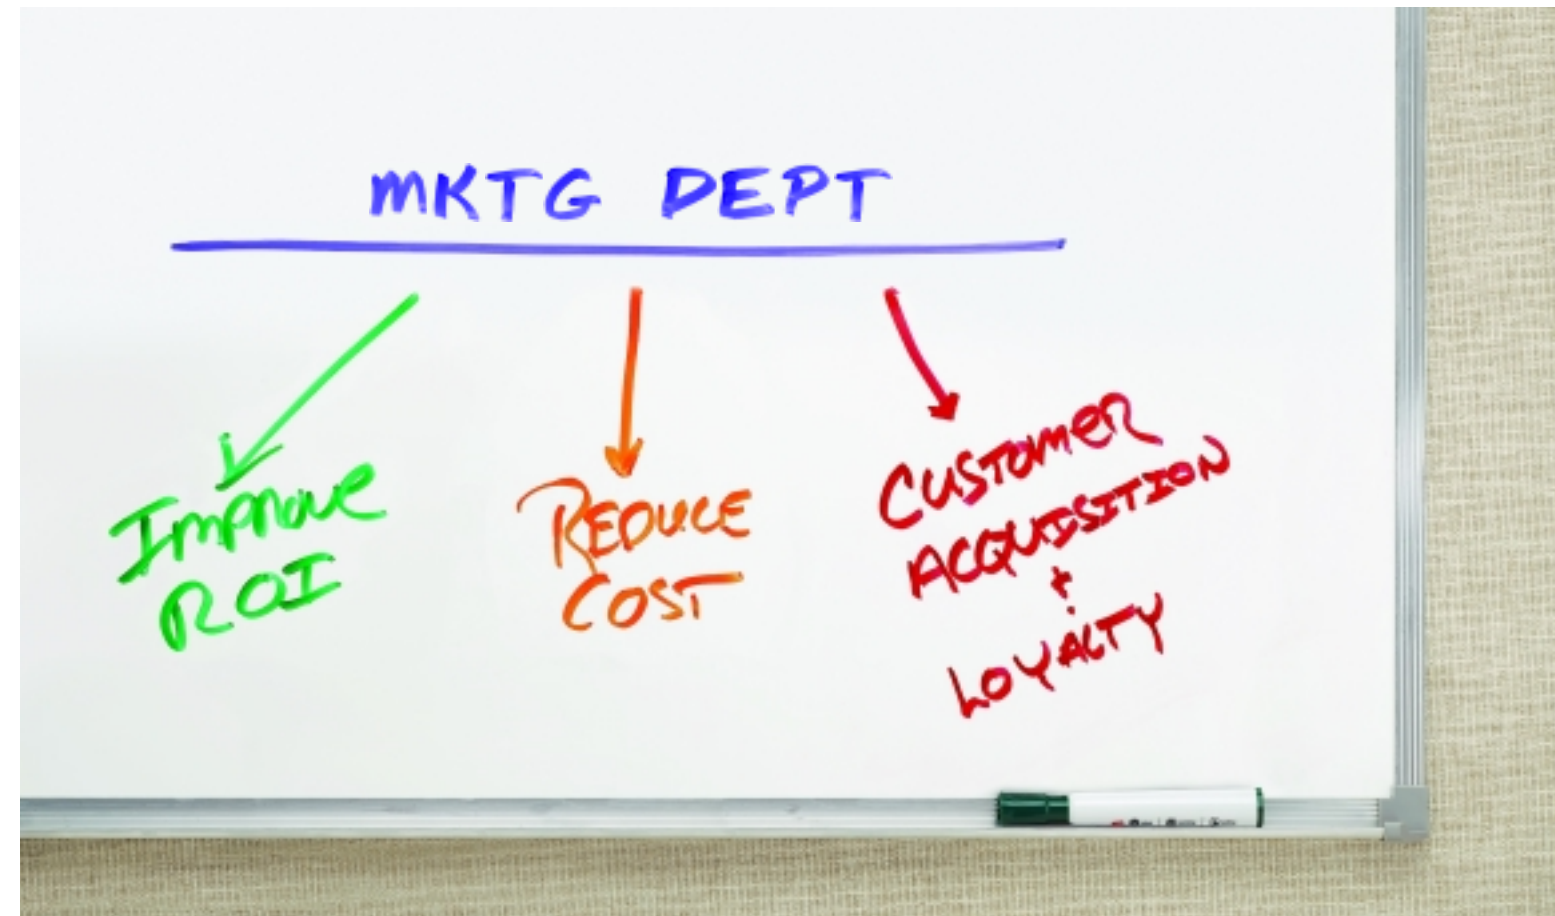 mKTG DEPT
Improve
ROI
REDUCE
COST
CUSTOMER
ACQUISITION
+
LOYALTY